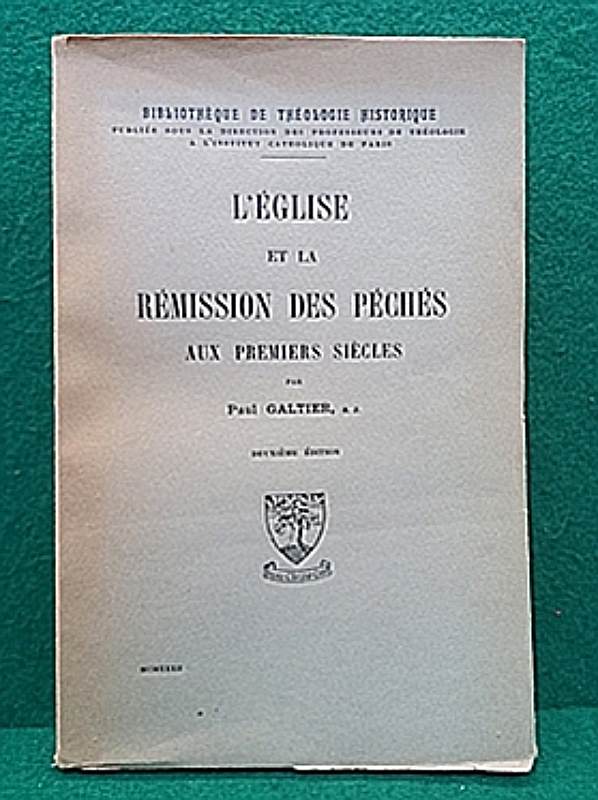 BIBLIOTHÈQUE DE THÉOLOGIE HISTORIQUE
PUBLIÉE SOUS LA DIRECTION DES PROFESSEURS DE THÉOLOGIE
A L'INSTITUT CATHOLIQUE DE PARIS
L'ÉGLISE
ET LA
RÉMISSION DES PÉCHÉS
AUX PREMIERS SIÈCLES
PAR
Paul GALTIER, S. J.
DEUXIÈME ÉDITION